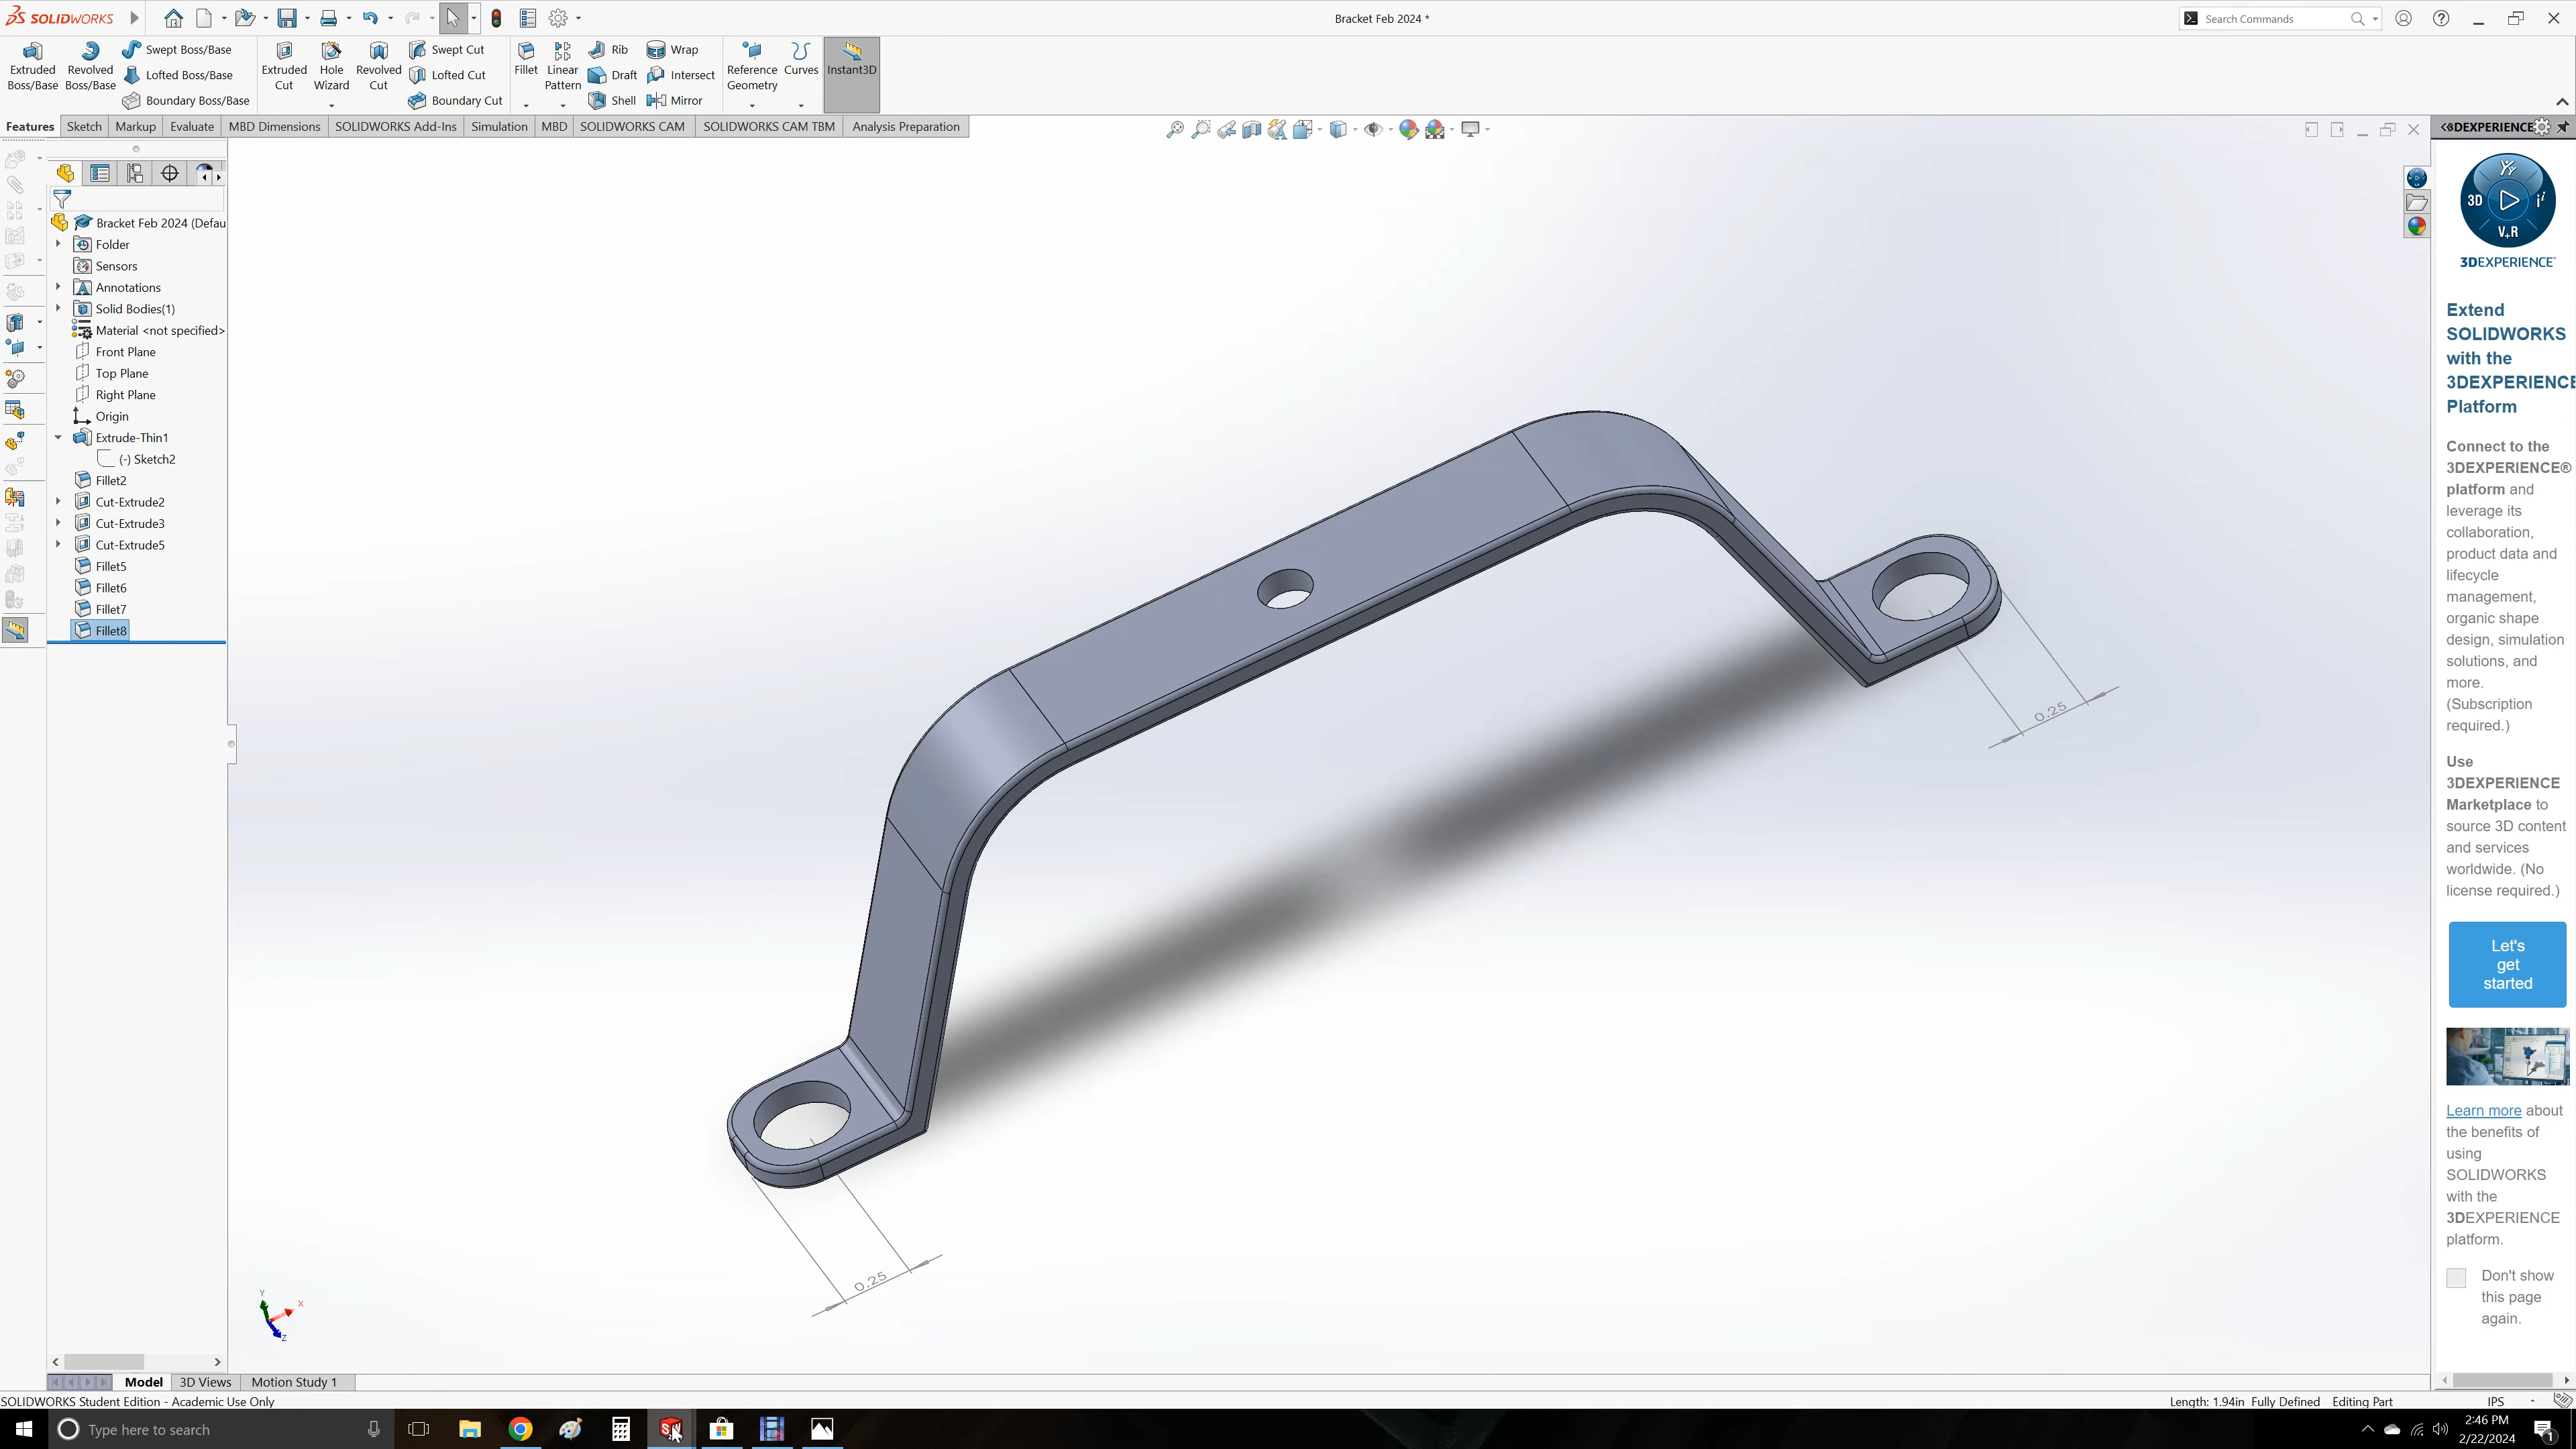 SOLIDWORKS
Bracket Feb 2024 *
Search Commands
Extruded Boss/Base
Revolved Boss/Base
Swept Boss/Base
Lofted Boss/Base
Boundary Boss/Base
Extruded Cut
Hole Wizard
Revolved Cut
Swept Cut
Lofted Cut
Boundary Cut
Fillet
Linear Pattern
Rib
Draft
Shell
Wrap
Intersect
Mirror
Reference Geometry
Curves
Instant3D
Features
Sketch
Markup
Evaluate
MBD Dimensions
SOLIDWORKS Add-Ins
Simulation
MBD
SOLIDWORKS CAM
SOLIDWORKS CAM TBM
Analysis Preparation
Bracket Feb 2024 (Defau
Folder
Sensors
Annotations
Solid Bodies(1)
Material <not specified>
Front Plane
Top Plane
Right Plane
Origin
Extrude-Thin1
(-) Sketch2
Fillet2
Cut-Extrude2
Cut-Extrude3
Cut-Extrude5
Fillet5
Fillet6
Fillet7
Fillet8
0.25
0.25
Y
X
Z
3DEXPERIENCE
3D
V+R
3DEXPERIENCE
Extend
SOLIDWORKS
with the
3DEXPERIENCE
Platform
Connect to the
3DEXPERIENCE®
platform and
leverage its
collaboration,
product data and
lifecycle
management,
organic shape
design, simulation
solutions, and
more.
(Subscription
required.)
Use
3DEXPERIENCE
Marketplace to
source 3D content
and services
worldwide. (No
license required.)
Let's
get
started
Learn more about
the benefits of
using
SOLIDWORKS
with the
3DEXPERIENCE
platform.
Don't show
this page
again.
Model
3D Views
Motion Study 1
SOLIDWORKS Student Edition - Academic Use Only
Length: 1.94in
Fully Defined
Editing Part
IPS
Type here to search
2:46 PM
2/22/2024
1